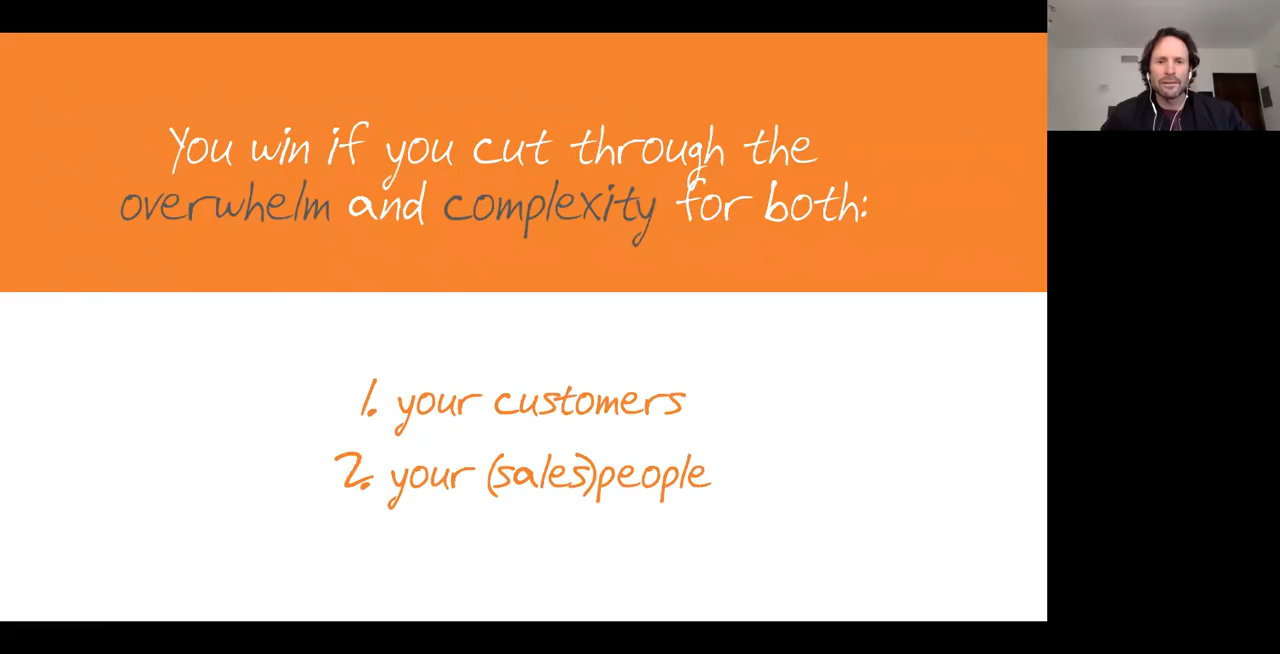 You win if you cut through the
overwhelm and complexity for both:
1. your customers
2. your (sales)people